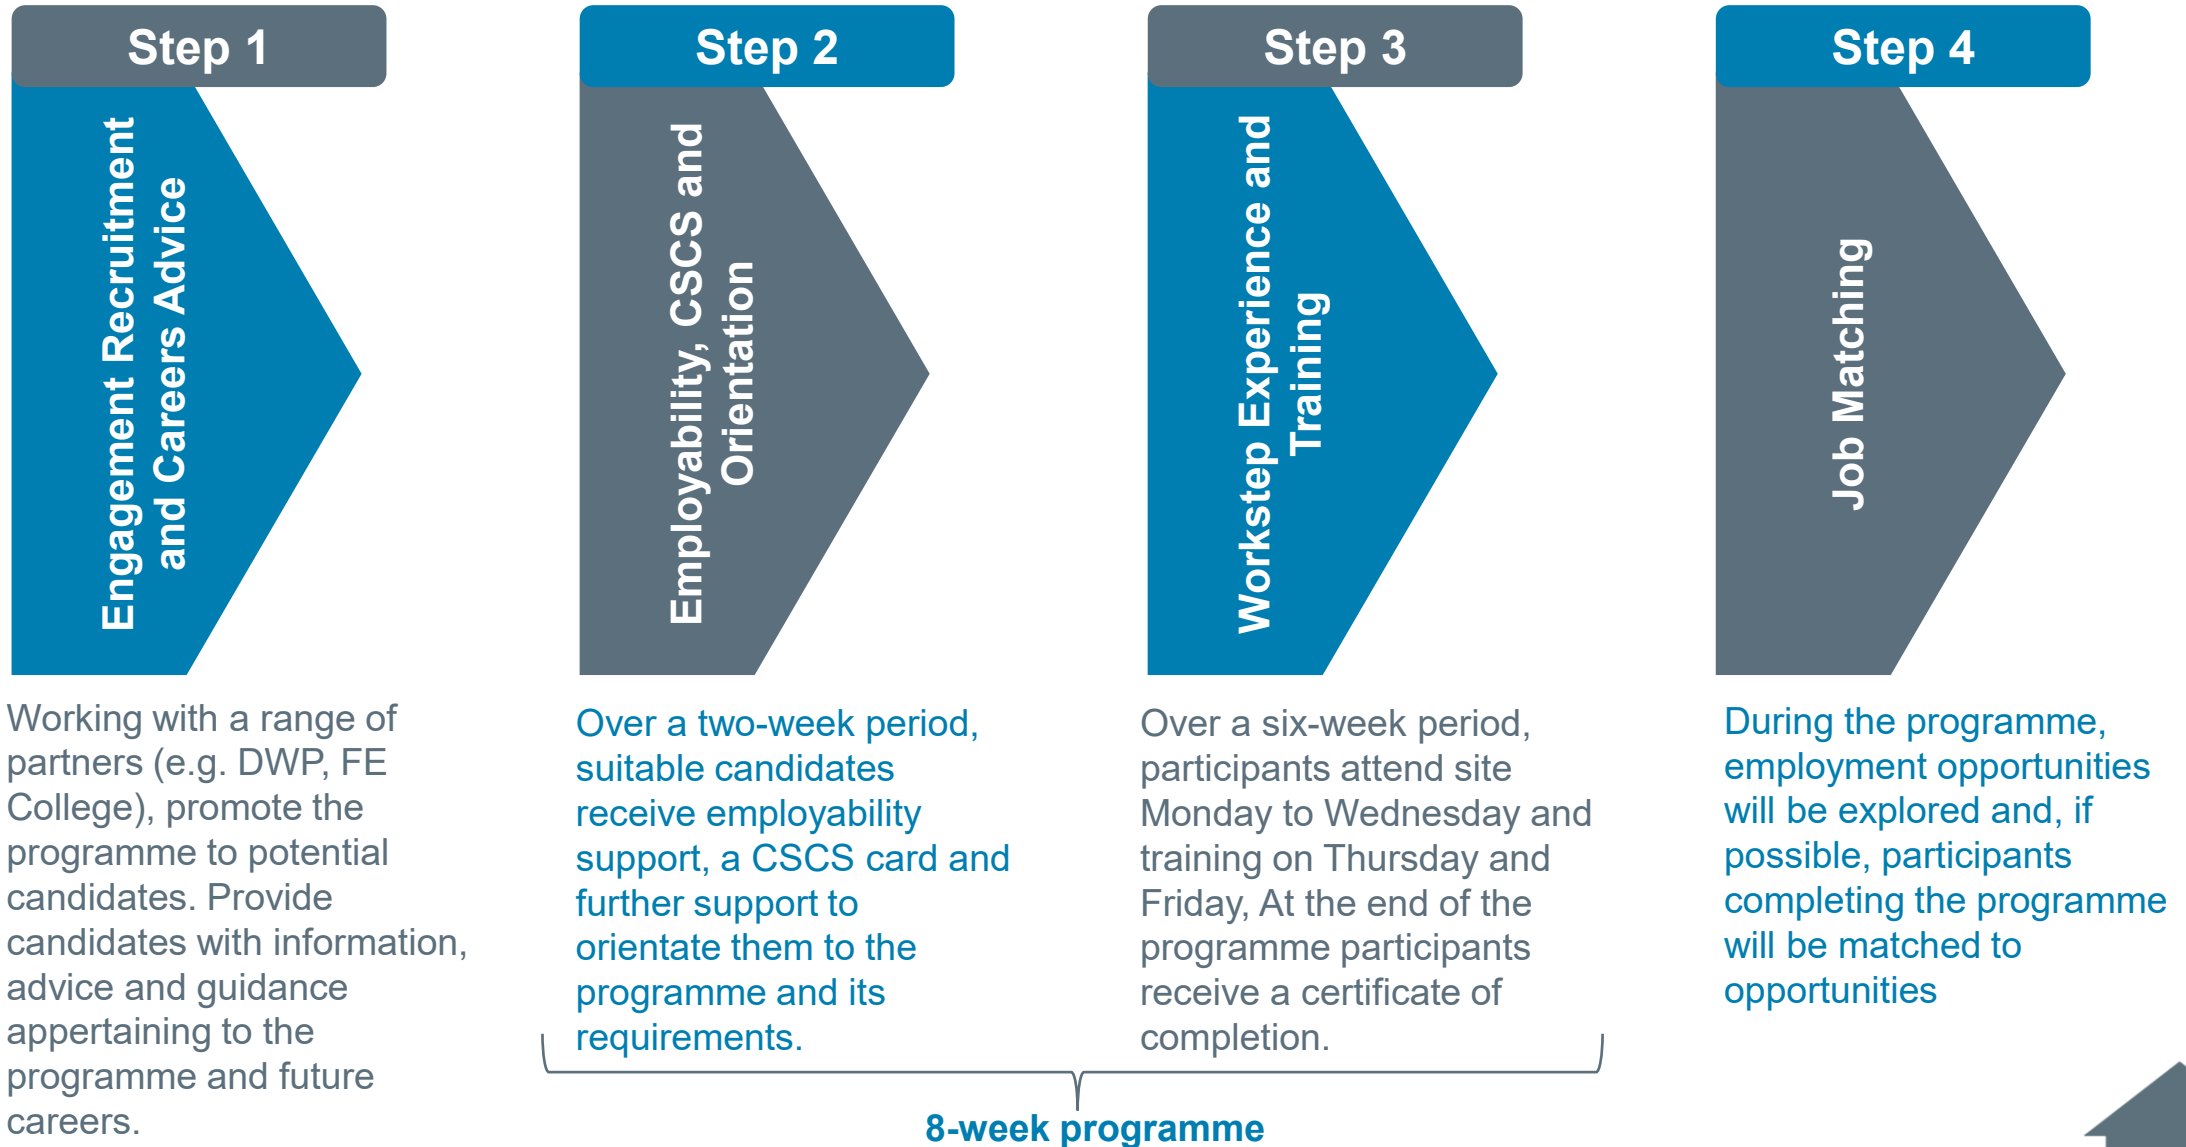 Step 1
Engagement Recruitment
and Careers Advice
Working with a range of
partners (e.g. DWP, FE
College), promote the
programme to potential
candidates. Provide
candidates with information,
advice and guidance
appertaining to the
programme and future
careers.
Step 2
Employability, CSCS and
Orientation
Over a two-week period,
suitable candidates
receive employability
support, a CSCS card and
further support to
orientate them to the
programme and its
requirements.
Step 3
Workstep Experience and
Training
Over a six-week period,
participants attend site
Monday to Wednesday and
training on Thursday and
Friday, At the end of the
programme participants
receive a certificate of
completion.
8-week programme
Step 4
Job Matching
During the programme,
employment opportunities
will be explored and, if
possible, participants
completing the programme
will be matched to
opportunities